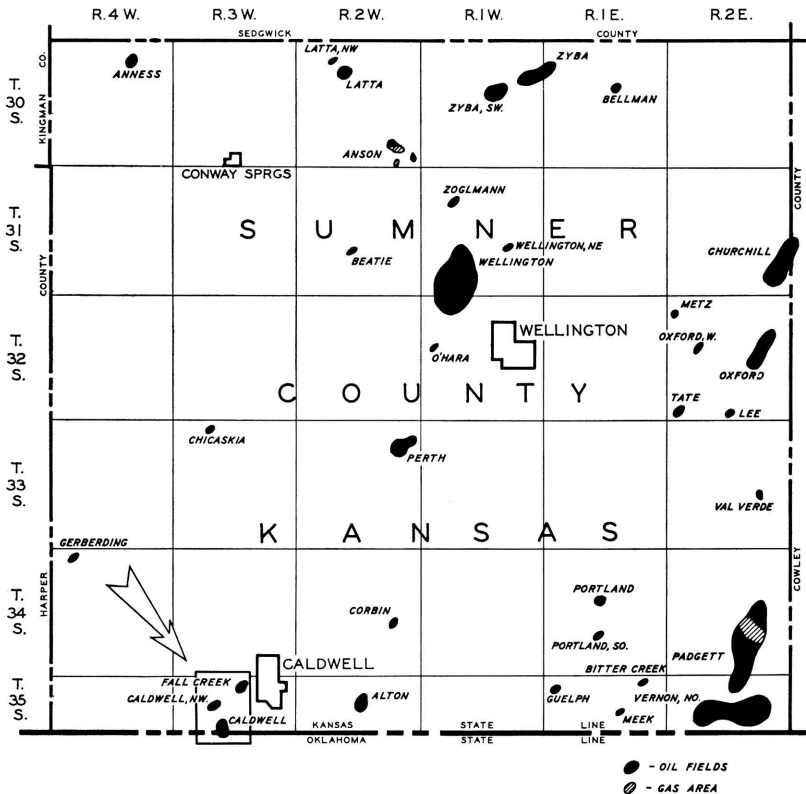 R.4 W. R.3 W. R.2 W. R.1 W. R.1 E. R.2 E.
SEDGWICK COUNTY
KINGMAN CO.
T.
30
S.
ANNESS
LATTA, NW
LATTA
ZYBA
ZYBA, SW.
BELLMAN
ANSON
CONWAY SPRGS
COUNTY
T.
31
S.
ZOGLMANN
S U M N E R
BEATIE
WELLINGTON, NE
WELLINGTON
CHURCHILL
COUNTY
T.
32
S.
METZ
WELLINGTON
OXFORD, W.
O'HARA
OXFORD
C O U N T Y
TATE
LEE
T.
33
S.
CHICASKIA
PERTH
VAL VERDE
K A N S A S
GERBERDING
HARPER
COWLEY
T.
34
S.
PORTLAND
CORBIN
PORTLAND, SO.
PADGETT
CALDWELL
T.
35
S.
FALL CREEK
BITTER CREEK
CALDWELL, NW.
ALTON
GUELPH
VERNON, NO.
CALDWELL
MEEK
KANSAS STATE LINE
OKLAHOMA STATE LINE
- OIL FIELDS
- GAS AREA